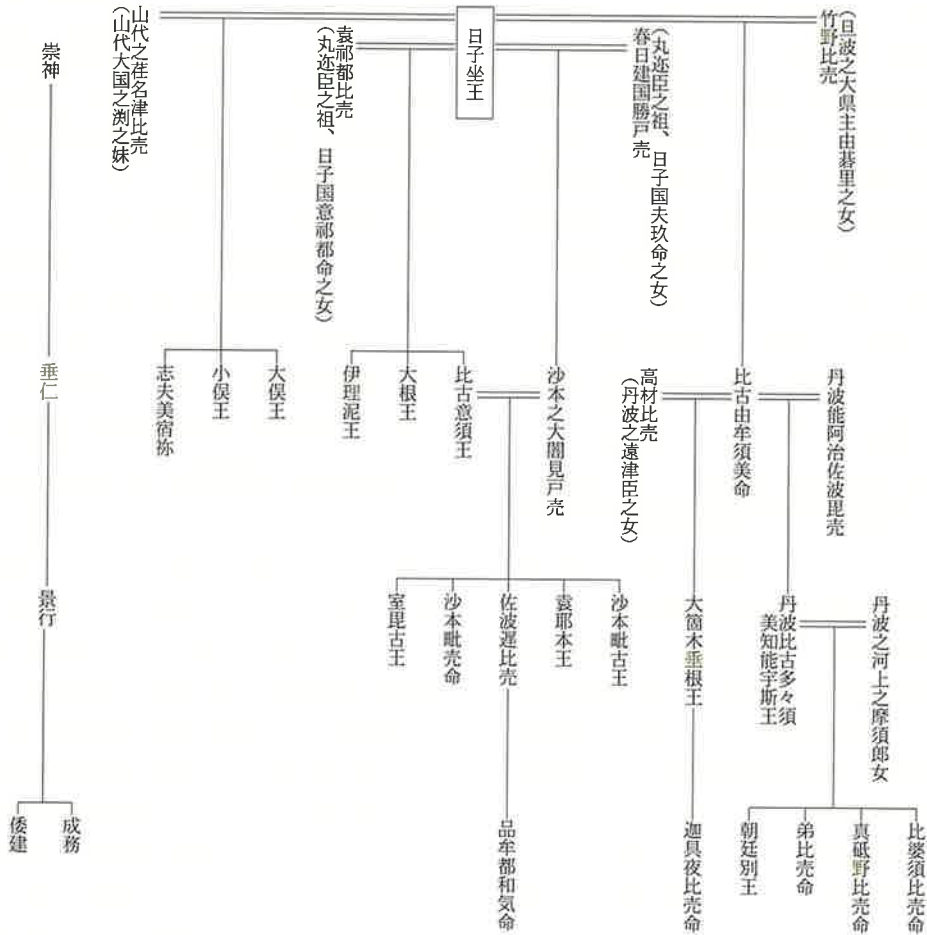 （旦波之大県主由碁里之女）
竹野比売
日子坐王
（丸迩臣之祖、日子国夫玖命之女）
春日建国勝戸売
袁祁都比売
（丸迩臣之祖、日子国意祁都命之女）
山代之荏名津比売
（山代大国之渕之妹）
崇神
丹波能阿治佐波毘売
比古由牟須美命
高材比売
（丹波之遠津臣之女）
沙本之大闇見戸売
比古意須王
大根王
伊理泥王
大俣王
小俣王
志夫美宿祢
垂仁
丹波之河上之摩須郎女
丹波比古多々須
美知能宇斯王
大箇木垂根王
沙本毗古王
袁耶本王
佐波遅比売
沙本毗売命
室毘古王
景行
比婆須比売命
真砥野比売命
弟比売命
朝廷別王
迦具夜比売命
品牟都和気命
成務
倭建